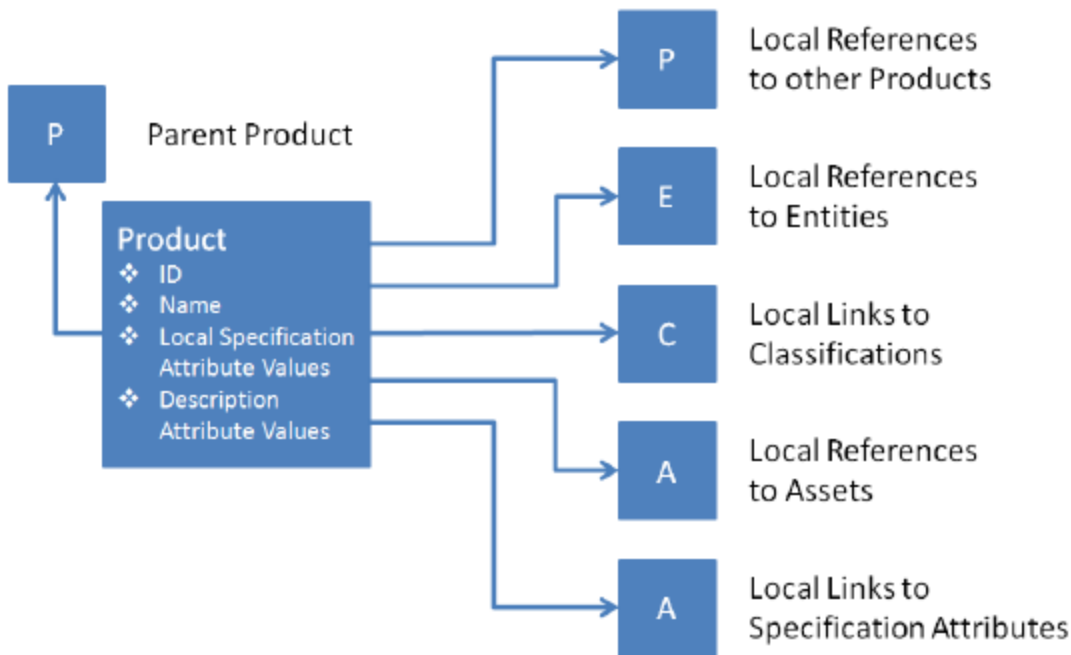 P
Parent Product
Product
❖ ID
❖ Name
❖ Local Specification
Attribute Values
❖ Description
Attribute Values
P
Local References
to other Products
E
Local References
to Entities
C
Local Links to
Classifications
A
Local References
to Assets
A
Local Links to
Specification Attributes